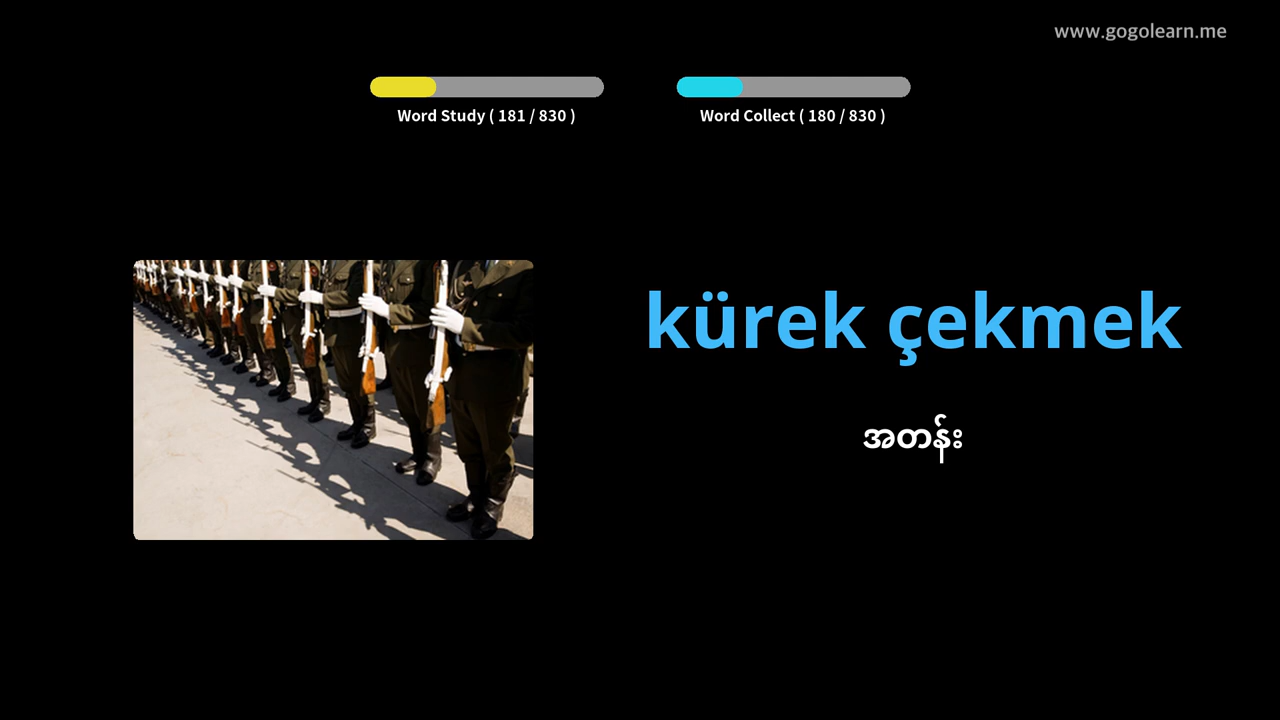 www.gogolearn.me
Word Study ( 181 / 830 )
Word Collect ( 180 / 830 )
kürek çekmek
အတန်း